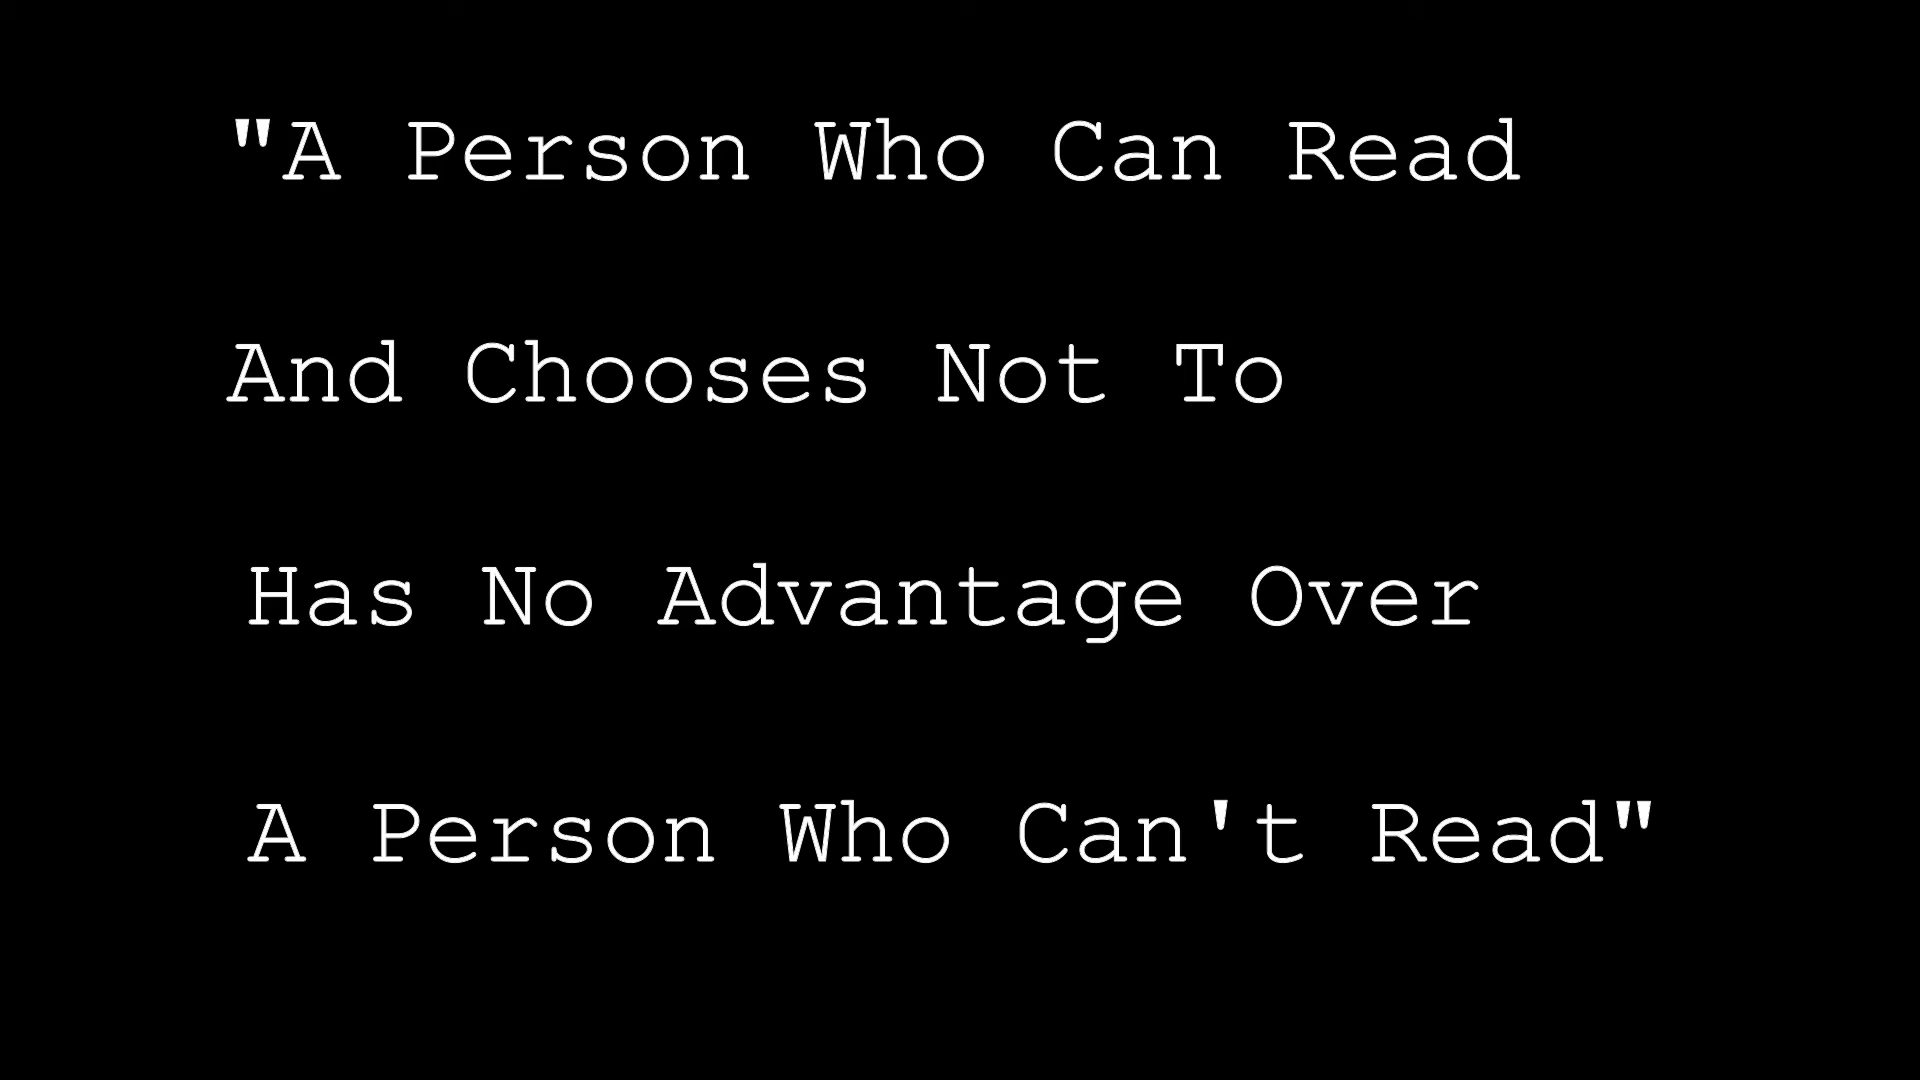 "A Person Who Can Read
And Chooses Not To
Has No Advantage Over
A Person Who Can't Read"